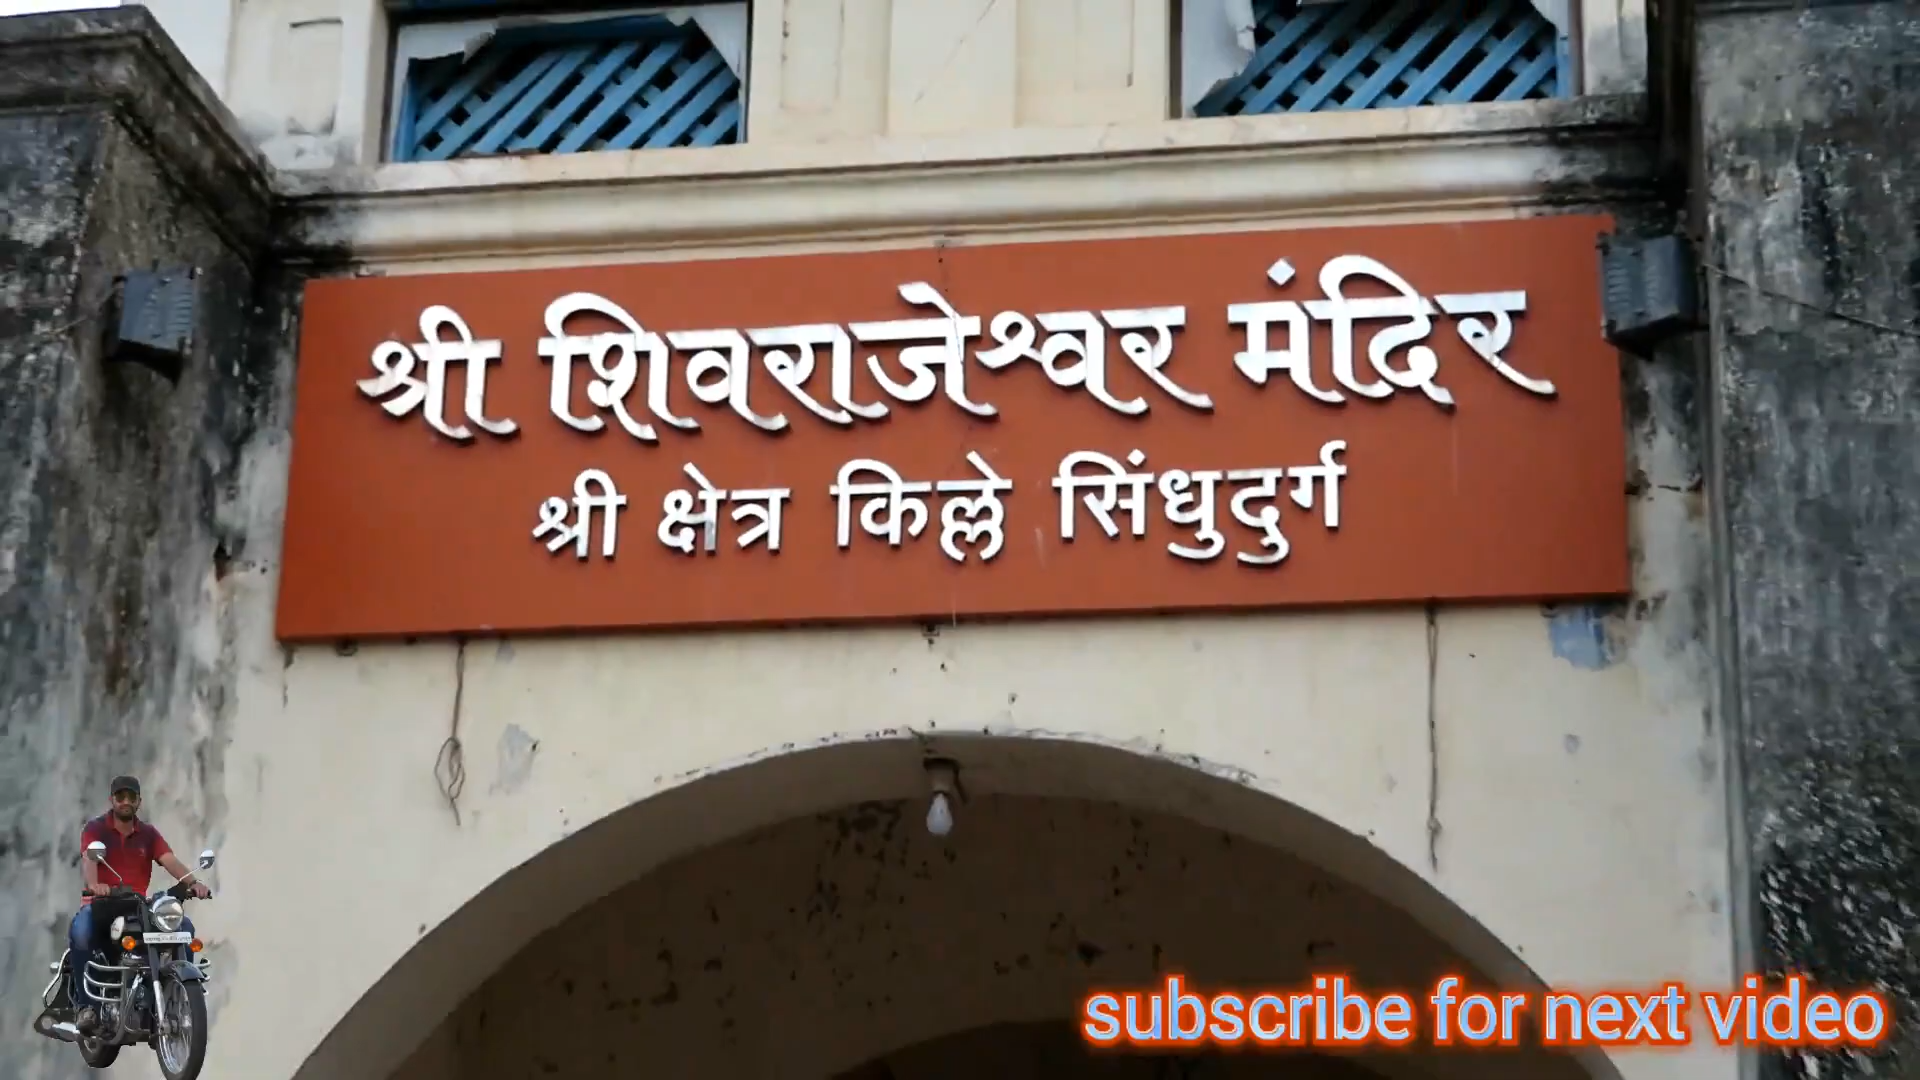 श्री शिवराजेश्वर मंदिर
श्री क्षेत्र किल्ले सिंधुदुर्ग
subscribe for next video